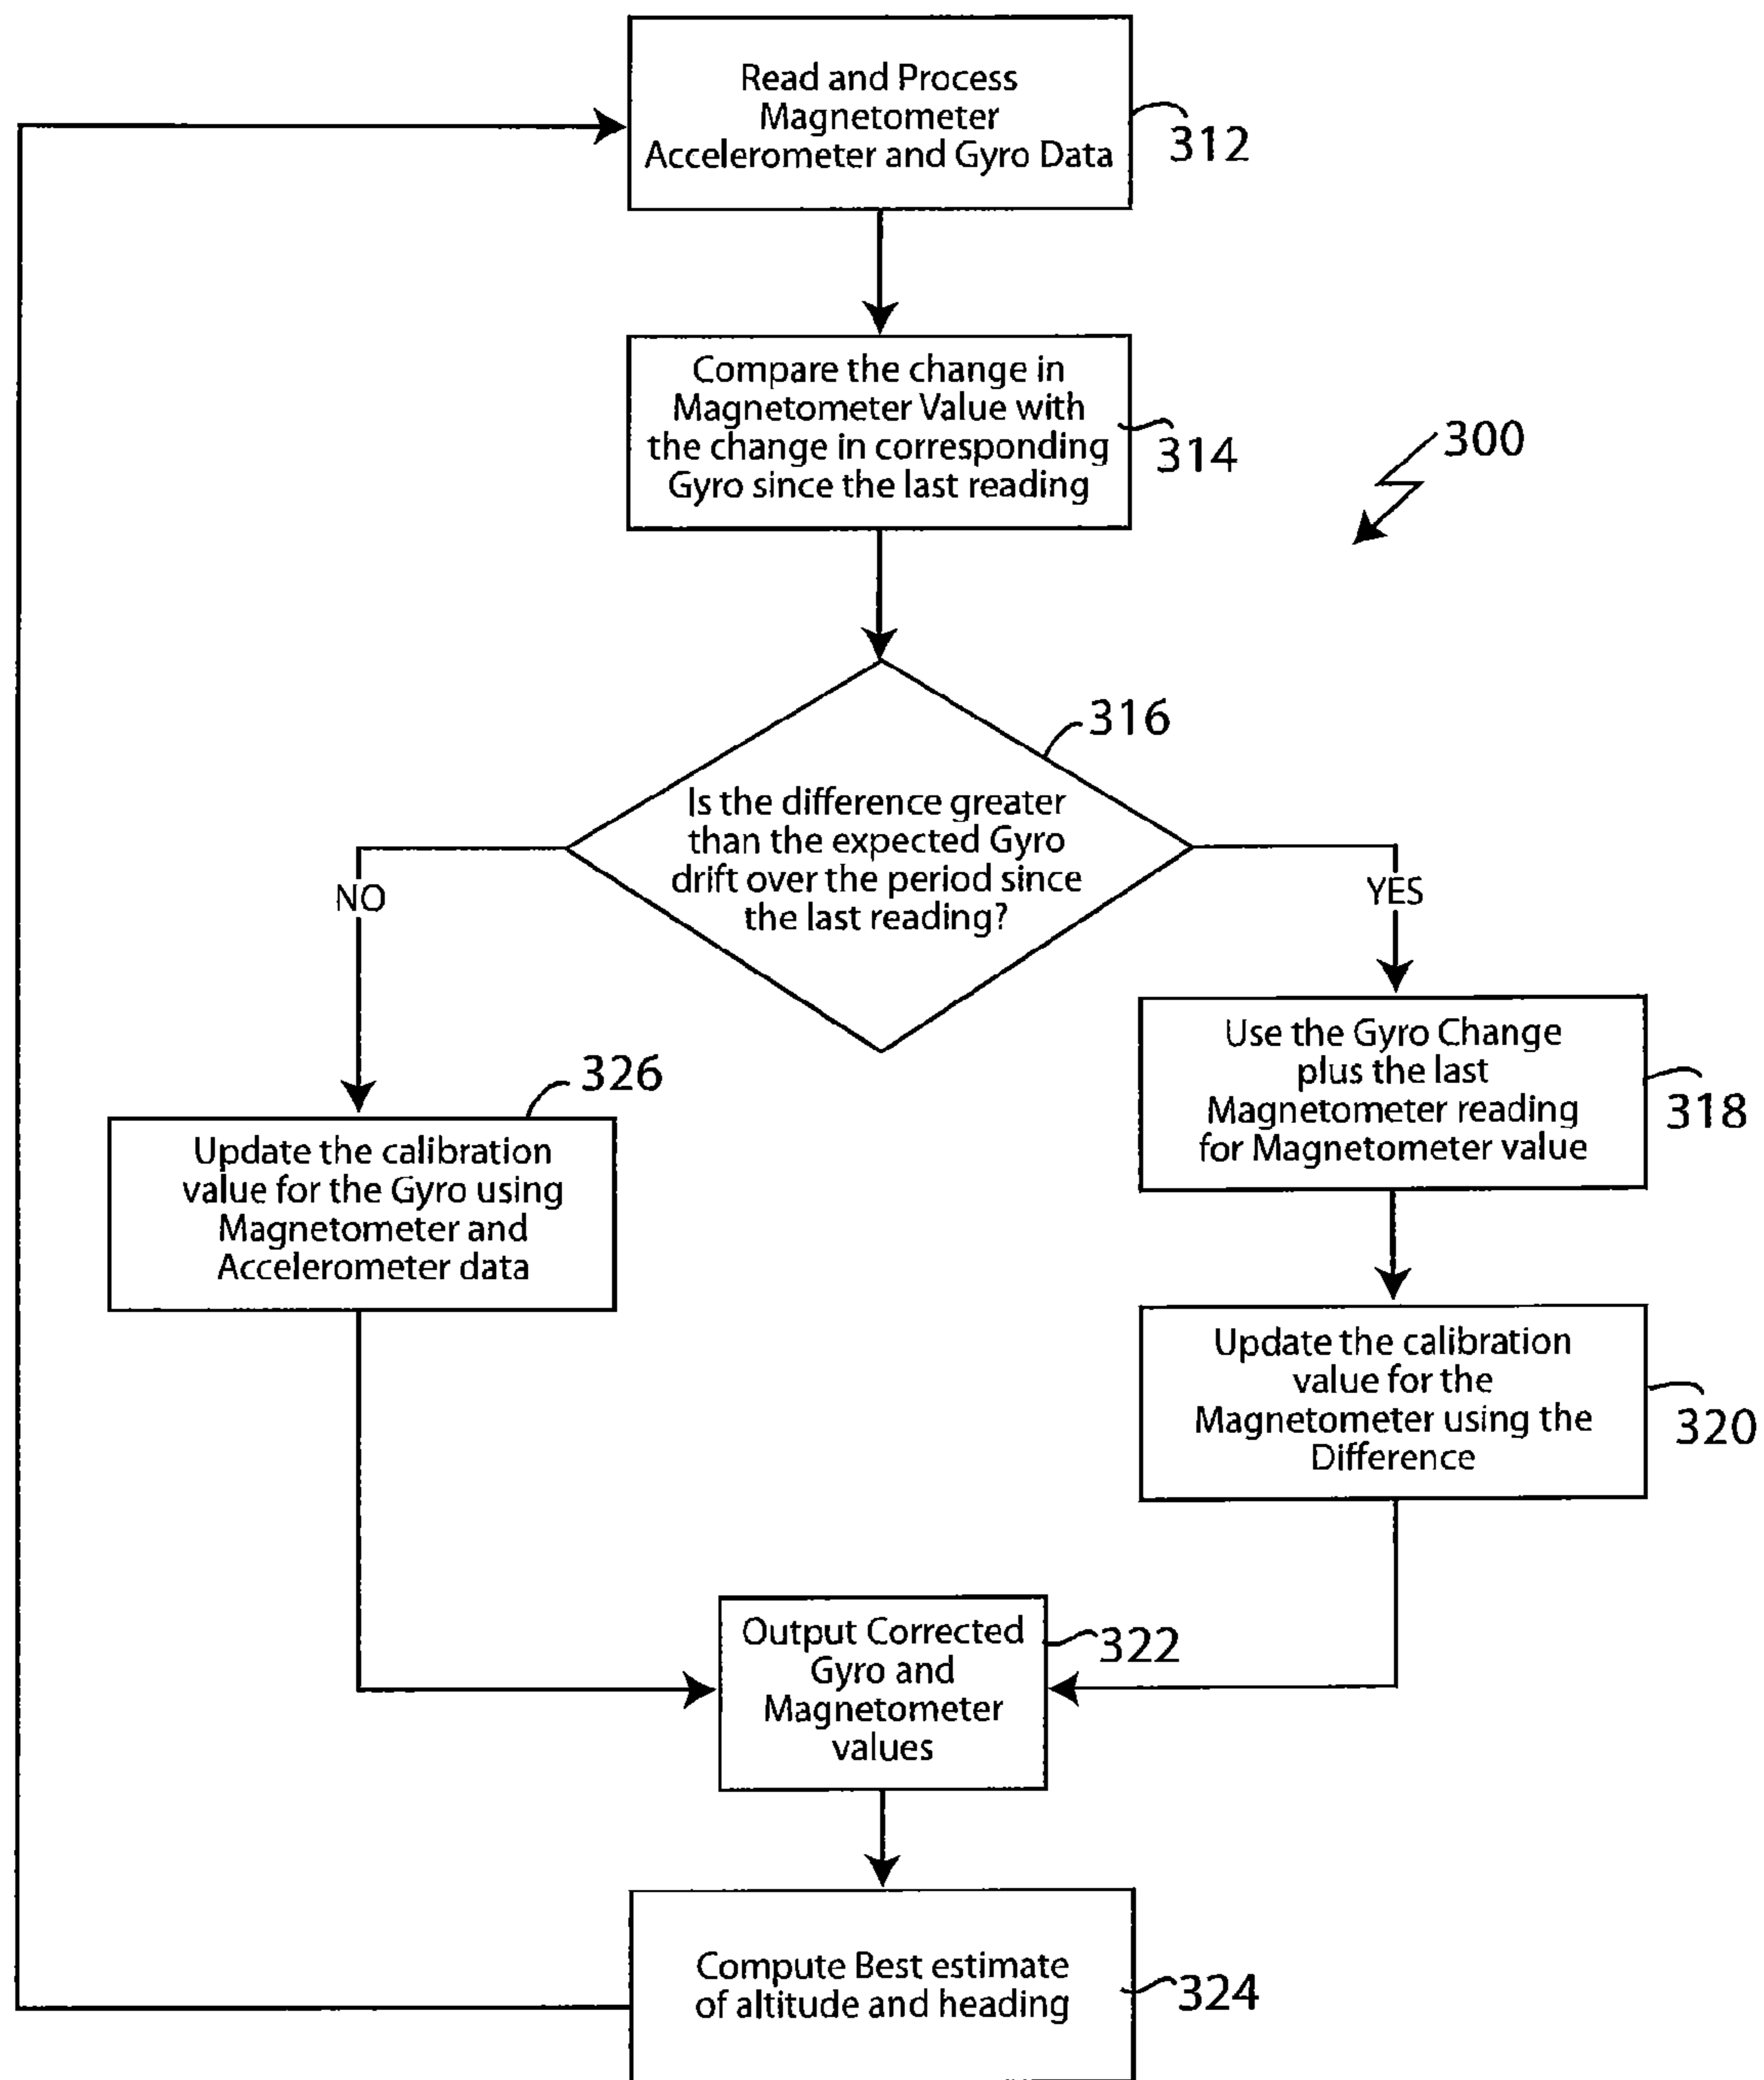 Read and Process
Magnetometer
Accelerometer and Gyro Data
312
Compare the change in
Magnetometer Value with
the change in corresponding
Gyro since the last reading
314
300
316
Is the difference greater
than the expected Gyro
drift over the period since
the last reading?
NO
YES
Use the Gyro Change
plus the last
Magnetometer reading
for Magnetometer value
318
326
Update the calibration
value for the Gyro using
Magnetometer and
Accelerometer data
Update the calibration
value for the
Magnetometer using the
Difference
320
Output Corrected
Gyro and
Magnetometer
values
322
Compute Best estimate
of altitude and heading
324